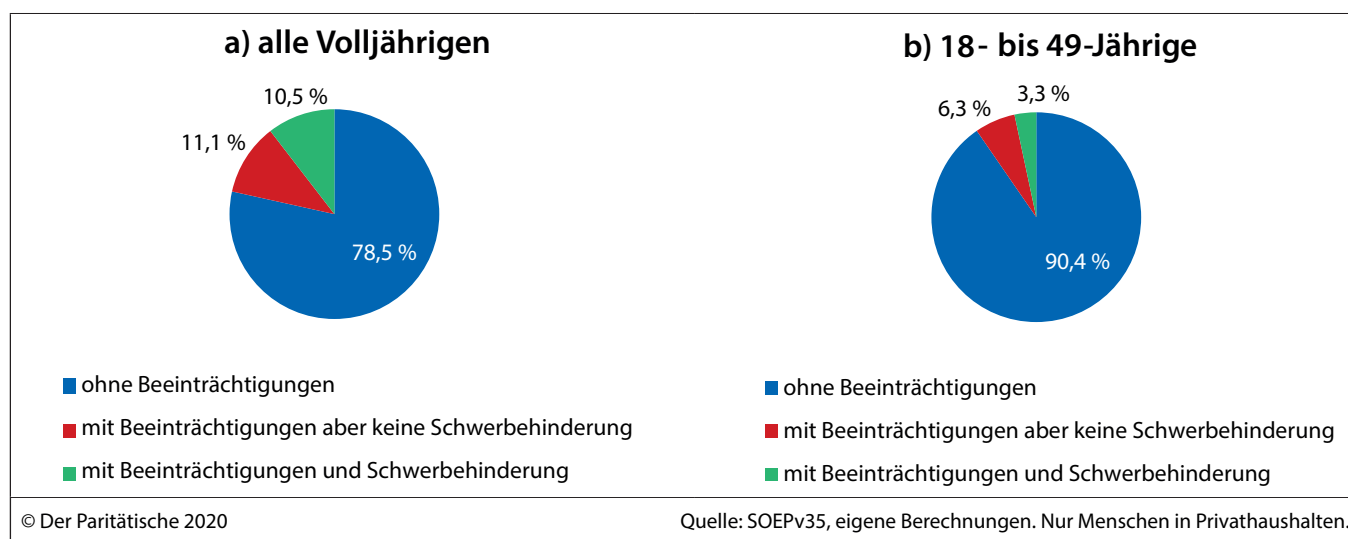 a) alle Volljährigen
10,5 %
11,1 %
78,5 %
ohne Beeinträchtigungen
mit Beeinträchtigungen aber keine Schwerbehinderung
mit Beeinträchtigungen und Schwerbehinderung
b) 18- bis 49-Jährige
3,3 %
6,3 %
90,4 %
ohne Beeinträchtigungen
mit Beeinträchtigungen aber keine Schwerbehinderung
mit Beeinträchtigungen und Schwerbehinderung
© Der Paritätische 2020
Quelle: SOEPv35, eigene Berechnungen. Nur Menschen in Privathaushalten.